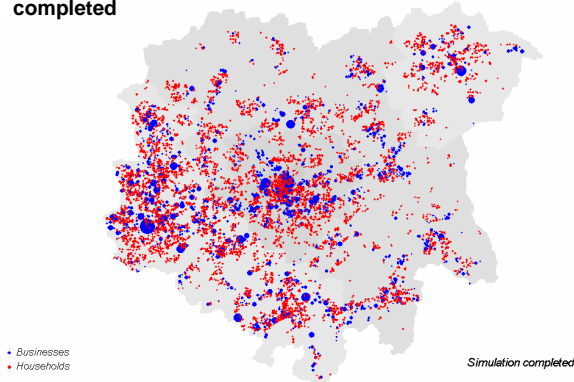 completed
Businesses
Households
Simulation completed